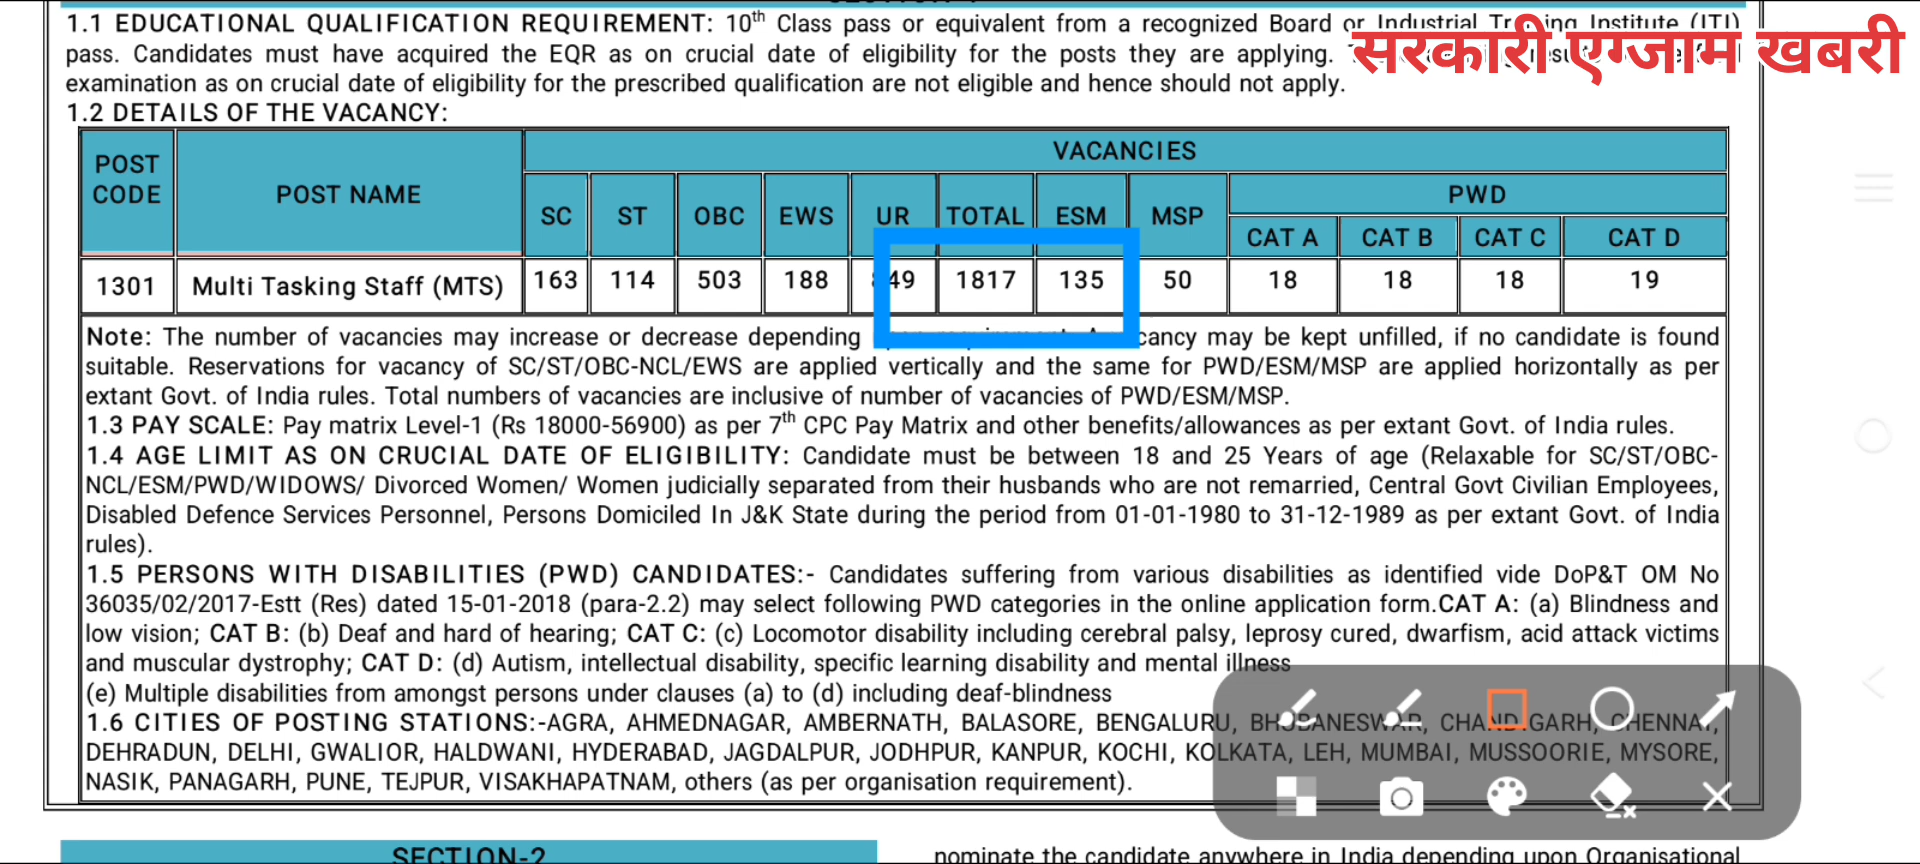 1.1 EDUCATIONAL QUALIFICATION REQUIREMENT: 10th Class pass or equivalent from a recognized Board or Industrial Training Institute (ITI)
सरकारी एग्जाम खबरी
pass. Candidates must have acquired the EQR as on crucial date of eligibility for the posts they are applying.
examination as on crucial date of eligibility for the prescribed qualification are not eligible and hence should not apply.
1.2 DETAILS OF THE VACANCY:
POST CODE POST NAME VACANCIES
SC ST OBC EWS UR TOTAL ESM MSP PWD
CAT A CAT B CAT C CAT D
1301 Multi Tasking Staff (MTS) 163 114 503 188 849 1817 135 50 18 18 18 19
Note: The number of vacancies may increase or decrease depending may be kept unfilled, if no candidate is found
suitable. Reservations for vacancy of SC/ST/OBC-NCL/EWS are applied vertically and the same for PWD/ESM/MSP are applied horizontally as per
extant Govt. of India rules. Total numbers of vacancies are inclusive of number of vacancies of PWD/ESM/MSP.
1.3 PAY SCALE: Pay matrix Level-1 (Rs 18000-56900) as per 7th CPC Pay Matrix and other benefits/allowances as per extant Govt. of India rules.
1.4 AGE LIMIT AS ON CRUCIAL DATE OF ELIGIBILITY: Candidate must be between 18 and 25 Years of age (Relaxable for SC/ST/OBC-
NCL/ESM/PWD/WIDOWS/ Divorced Women/ Women judicially separated from their husbands who are not remarried, Central Govt Civilian Employees,
Disabled Defence Services Personnel, Persons Domiciled In J&K State during the period from 01-01-1980 to 31-12-1989 as per extant Govt. of India
rules).
1.5 PERSONS WITH DISABILITIES (PWD) CANDIDATES:- Candidates suffering from various disabilities as identified vide DoP&T OM No
36035/02/2017-Estt (Res) dated 15-01-2018 (para-2.2) may select following PWD categories in the online application form.CAT A: (a) Blindness and
low vision; CAT B: (b) Deaf and hard of hearing; CAT C: (c) Locomotor disability including cerebral palsy, leprosy cured, dwarfism, acid attack victims
and muscular dystrophy; CAT D: (d) Autism, intellectual disability, specific learning disability and mental illness
(e) Multiple disabilities from amongst persons under clauses (a) to (d) including deaf-blindness
1.6 CITIES OF POSTING STATIONS:-AGRA, AHMEDNAGAR, AMBERNATH, BALASORE, BENGALURU, BHUBANESWAR, CHANDIGARH, CHENNAI,
DEHRADUN, DELHI, GWALIOR, HALDWANI, HYDERABAD, JAGDALPUR, JODHPUR, KANPUR, KOCHI, KOLKATA, LEH, MUMBAI, MUSSOORIE, MYSORE,
NASIK, PANAGARH, PUNE, TEJPUR, VISAKHAPATNAM, others (as per organisation requirement).
SECTION-2
nominate the candidate anywhere in India depending upon Organisational